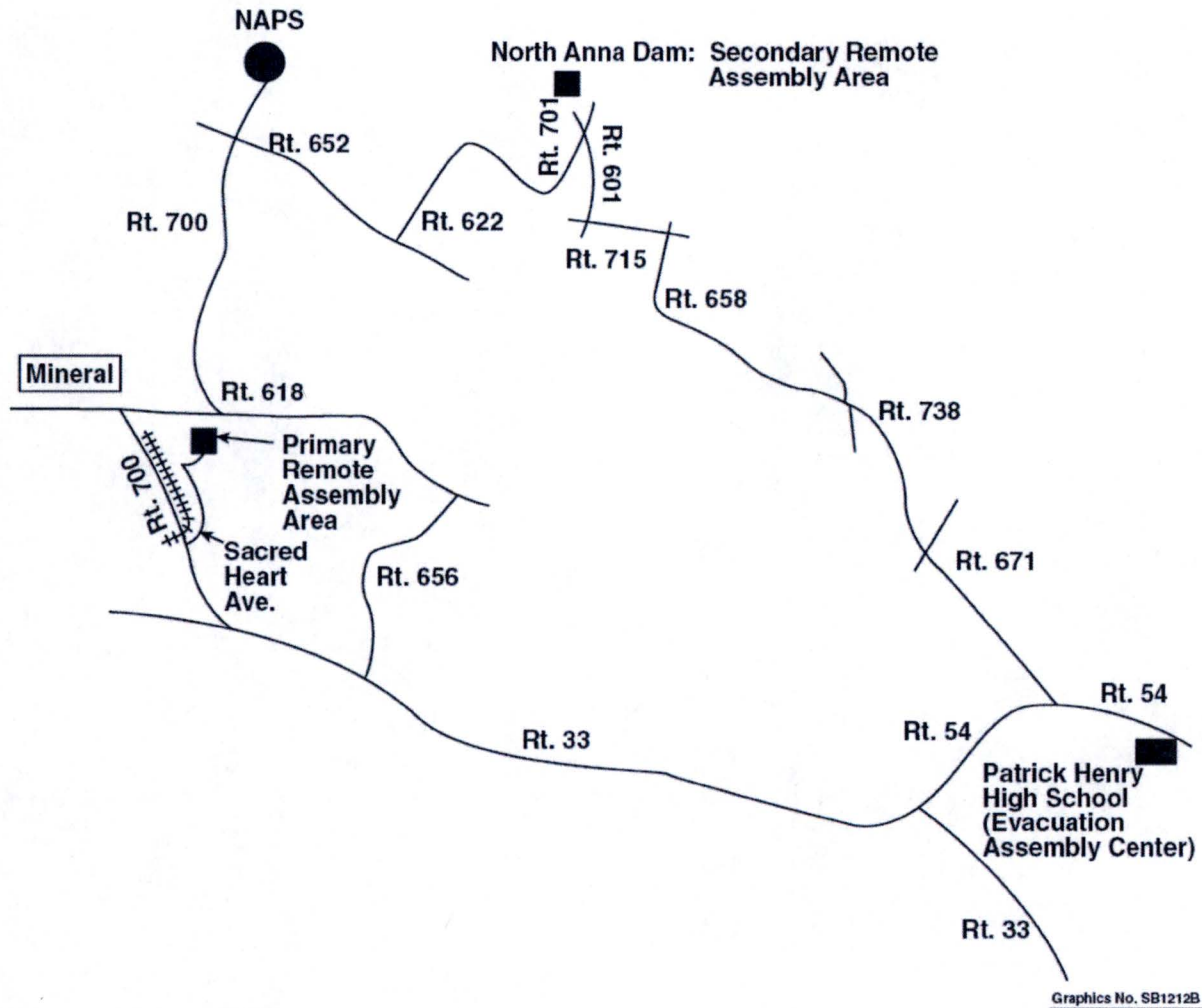 NAPS
North Anna Dam: Secondary Remote
Assembly Area
Rt. 701
Rt. 601
Rt. 652
Rt. 700
Rt. 622
Rt. 715
Rt. 658
Mineral
Rt. 618
Rt. 738
Primary
Remote
Assembly
Area
Rt. 700
Sacred
Heart
Ave.
Rt. 656
Rt. 671
Rt. 54
Rt. 54
Rt. 33
Patrick Henry
High School
(Evacuation
Assembly Center)
Rt. 33
Graphics No. SB1212B